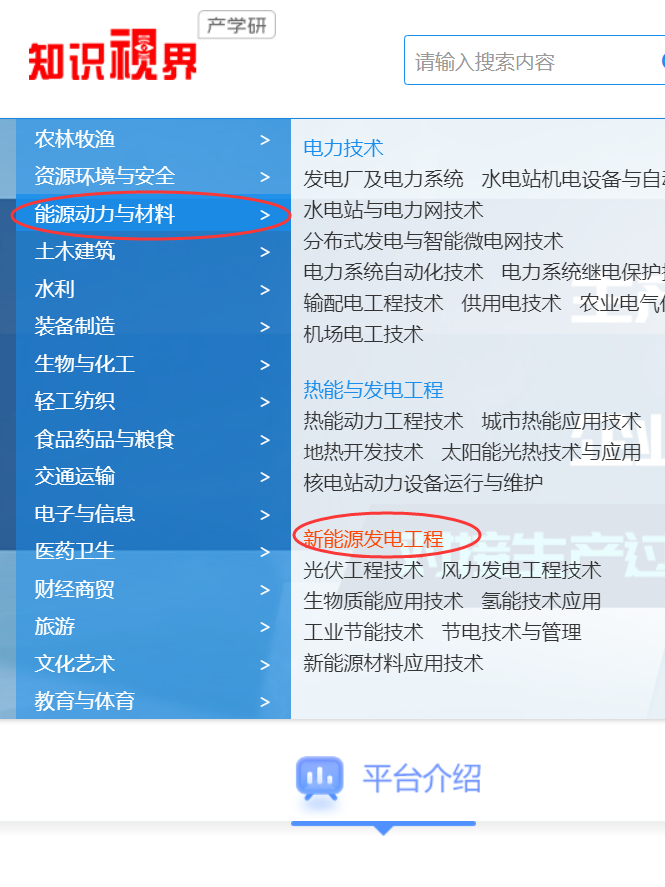 产学研
知识视界
请输入搜索内容
农林牧渔 >
资源环境与安全 >
能源动力与材料 >
土木建筑 >
水利 >
装备制造 >
生物与化工 >
轻工纺织 >
食品药品与粮食 >
交通运输 >
电子与信息 >
医药卫生 >
财经商贸 >
旅游 >
文化艺术 >
教育与体育 >
电力技术
发电厂及电力系统 水电站机电设备与自
水电站与电力网技术
分布式发电与智能微电网技术
电力系统自动化技术 电力系统继电保护
输配电工程技术 供用电技术 农业电气
机场电工技术
热能与发电工程
热能动力工程技术 城市热能应用技术
地热开发技术 太阳能光热技术与应用
核电站动力设备运行与维护
新能源发电工程
光伏工程技术 风力发电工程技术
生物质能应用技术 氢能技术应用
工业节能技术 节电技术与管理
新能源材料应用技术
接生产过
平台介绍